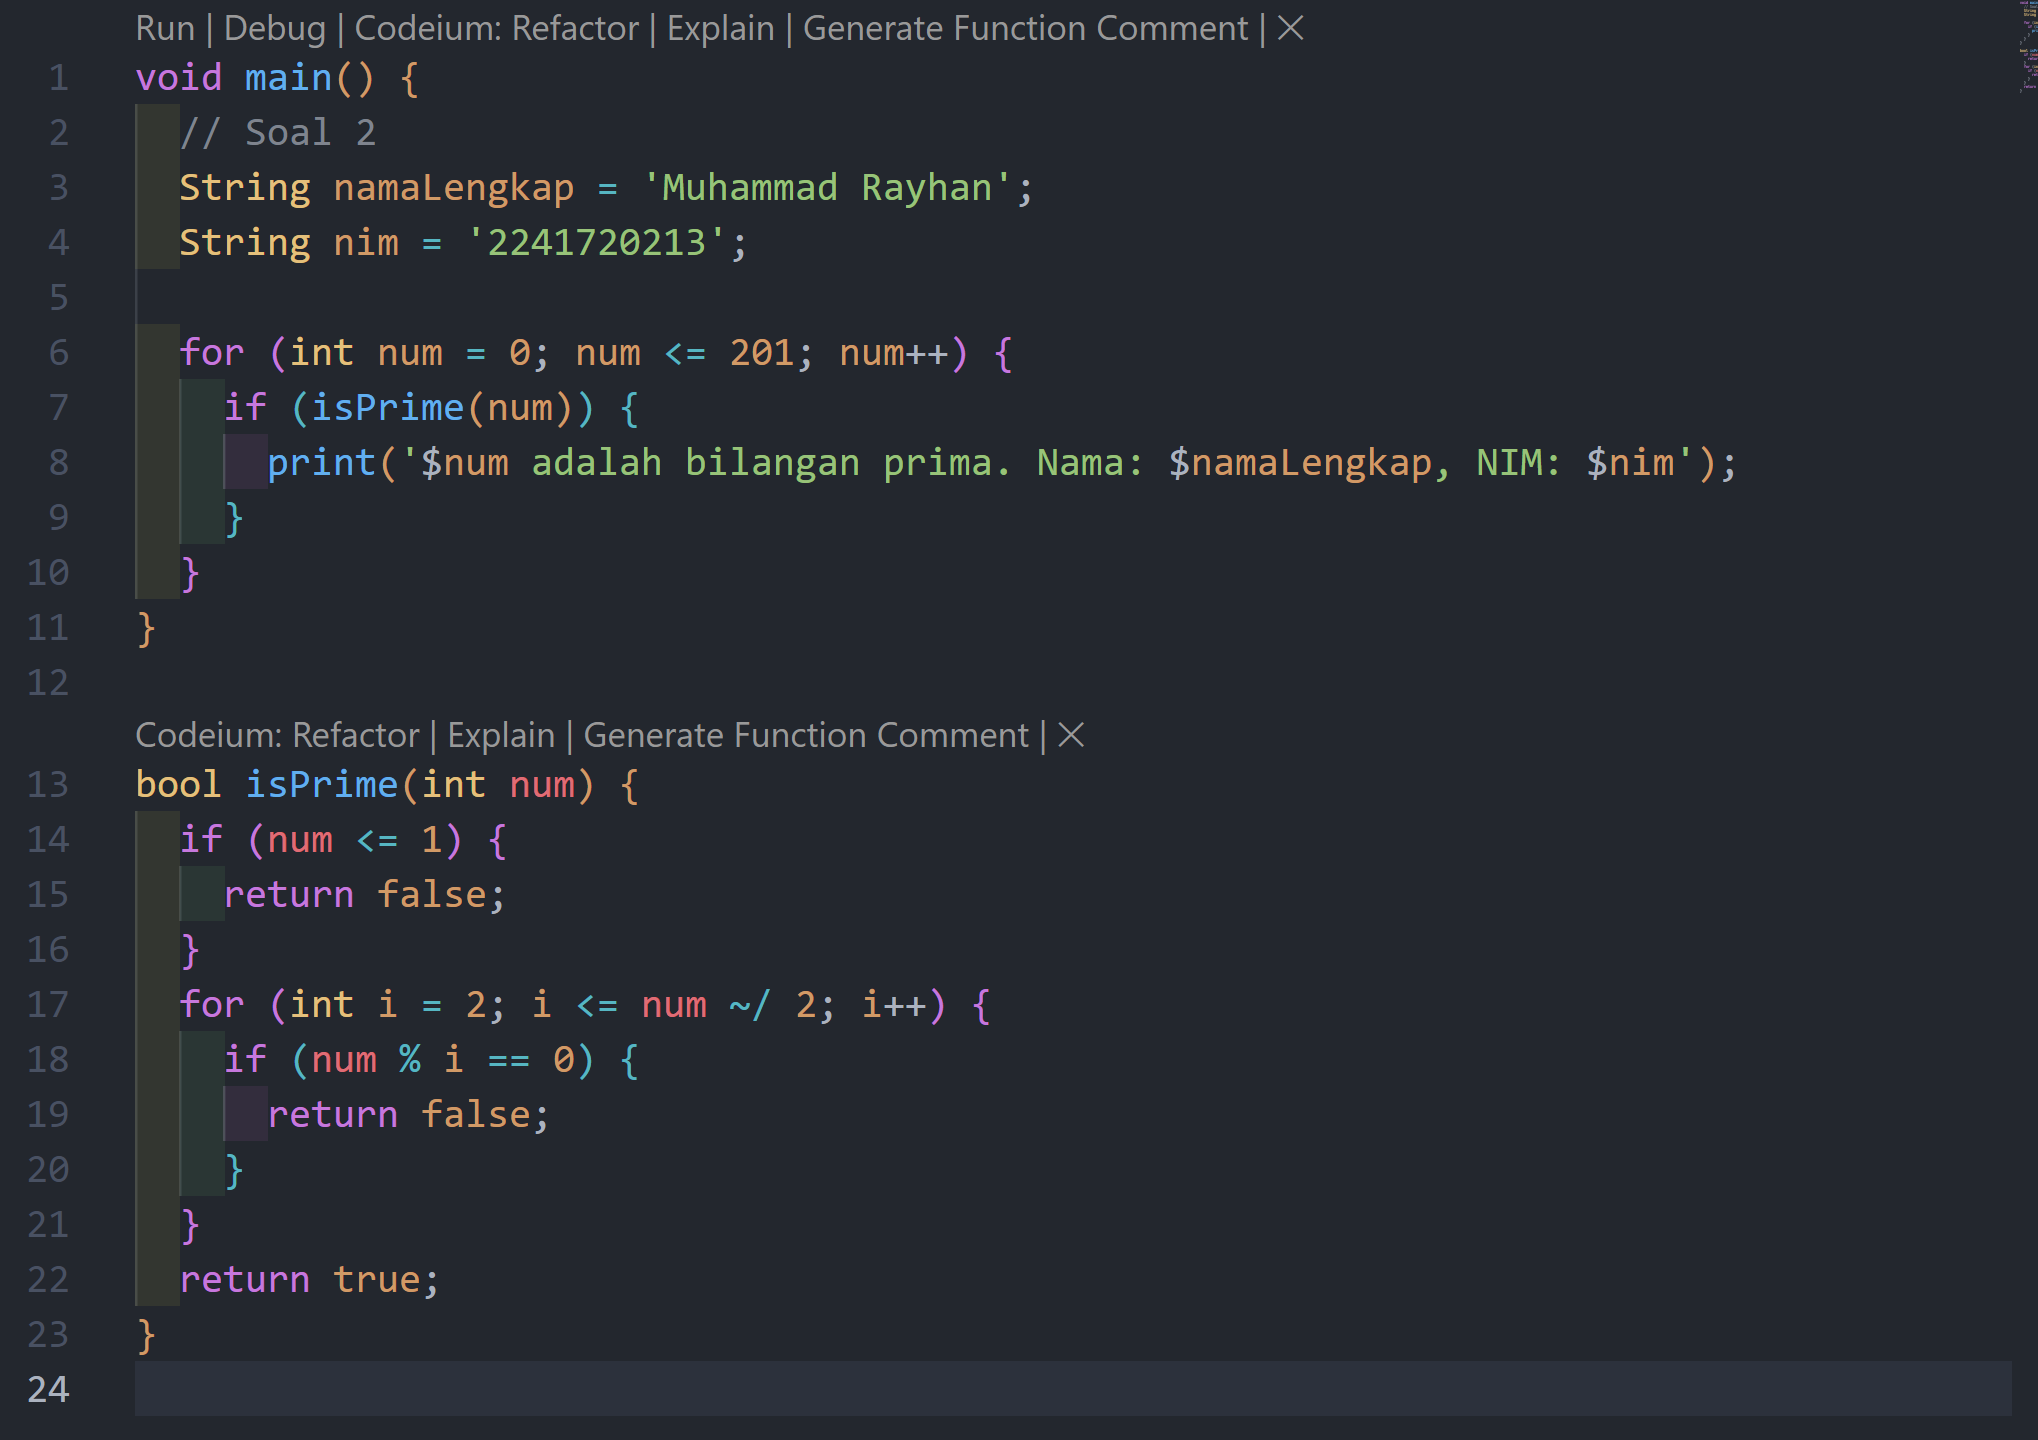 Run | Debug | Codeium: Refactor | Explain | Generate Function Comment | ×
1 void main() {
2   // Soal 2
3   String namaLengkap = 'Muhammad Rayhan';
4   String nim = '2241720213';
5
6   for (int num = 0; num <= 201; num++) {
7     if (isPrime(num)) {
8       print('$num adalah bilangan prima. Nama: $namaLengkap, NIM: $nim');
9     }
10   }
11 }
12
Codeium: Refactor | Explain | Generate Function Comment | ×
13 bool isPrime(int num) {
14   if (num <= 1) {
15     return false;
16   }
17   for (int i = 2; i <= num ~/ 2; i++) {
18     if (num % i == 0) {
19       return false;
20     }
21   }
22   return true;
23 }
24